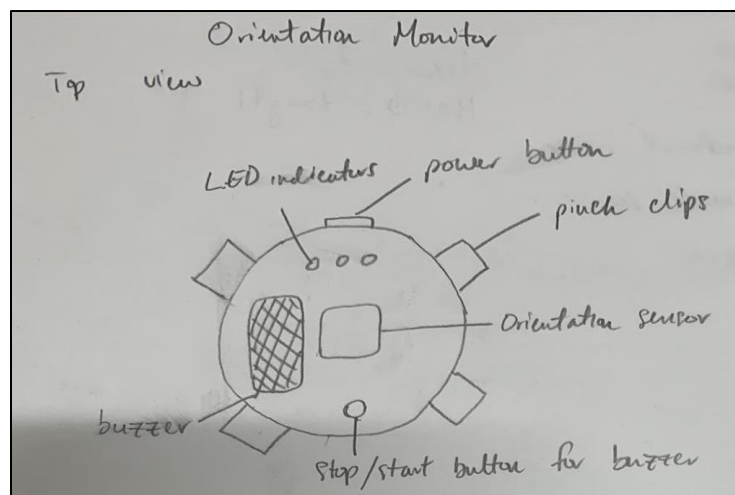 Orientation Monitor
Top view
LED indicators
power button
pinch clips
Orientation sensor
buzzer
stop/start button for buzzer